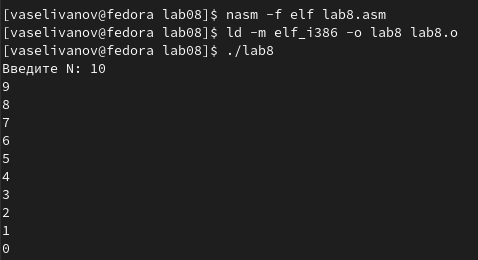 [vaselivanov@fedora lab08]$ nasm -f elf lab8.asm
[vaselivanov@fedora lab08]$ ld -m elf_i386 -o lab8 lab8.o
[vaselivanov@fedora lab08]$ ./lab8
Введите N: 10
9
8
7
6
5
4
3
2
1
0